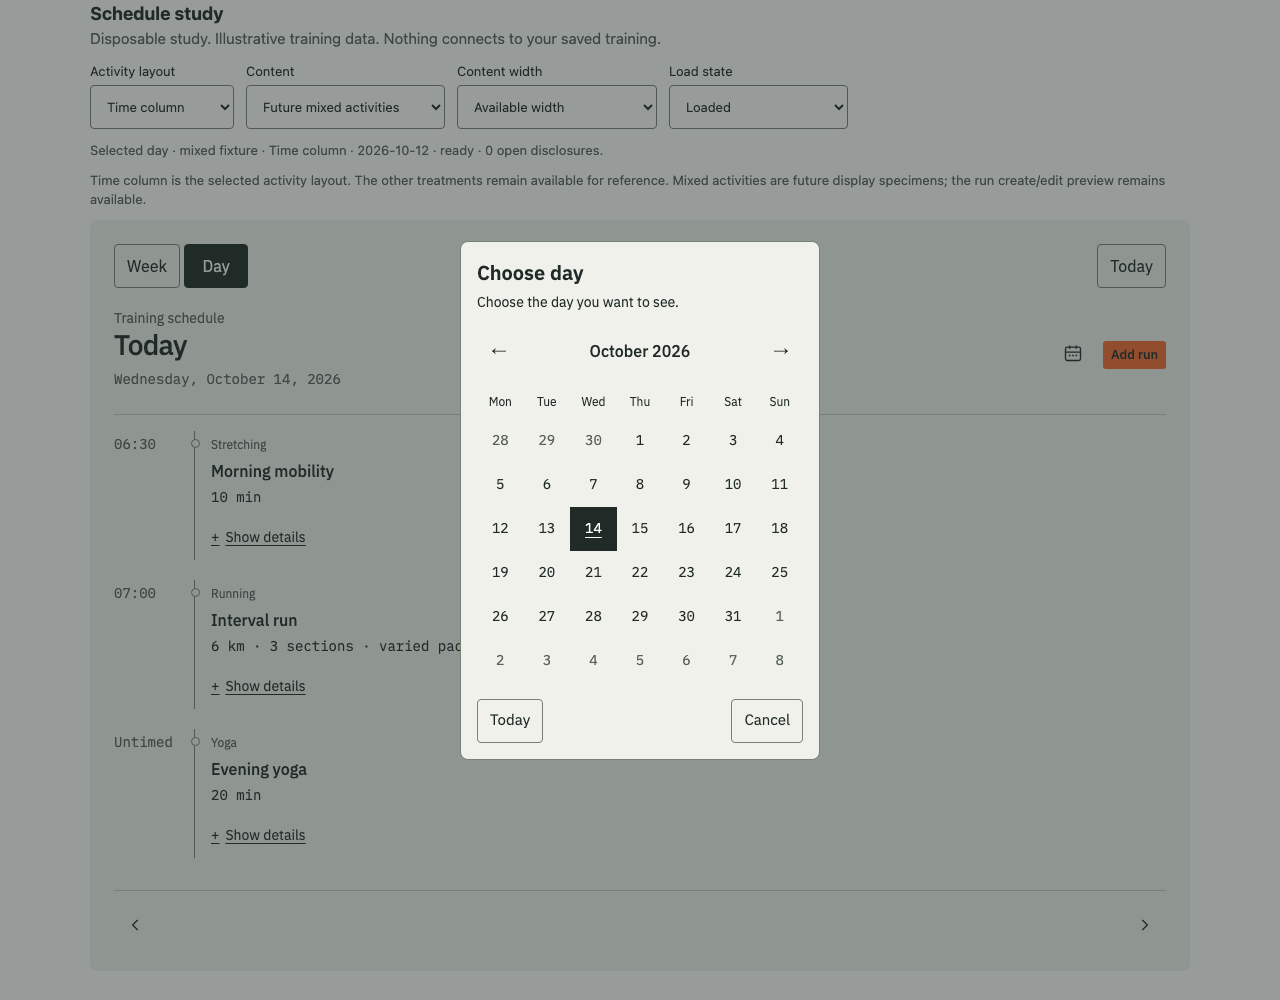 Schedule study
Disposable study. Illustrative training data. Nothing connects to your saved training.
Activity layout Content Content width Load state
Time column Future mixed activities Available width Loaded
Selected day · mixed fixture · Time column · 2026-10-12 · ready · 0 open disclosures.
Time column is the selected activity layout. The other treatments remain available for reference. Mixed activities are future display specimens; the run create/edit preview remains
available.
Week Day Today
Training schedule
Today
Wednesday, October 14, 2026
Add run
06:30 Stretching
Morning mobility
10 min
+ Show details
07:00 Running
Interval run
6 km · 3 sections · varied
+ Show details
Untimed Yoga
Evening yoga
20 min
+ Show details
Choose day
Choose the day you want to see.
← October 2026 →
Mon Tue Wed Thu Fri Sat Sun
28 29 30 1 2 3 4
5 6 7 8 9 10 11
12 13 14 15 16 17 18
19 20 21 22 23 24 25
26 27 28 29 30 31 1
2 3 4 5 6 7 8
Today Cancel